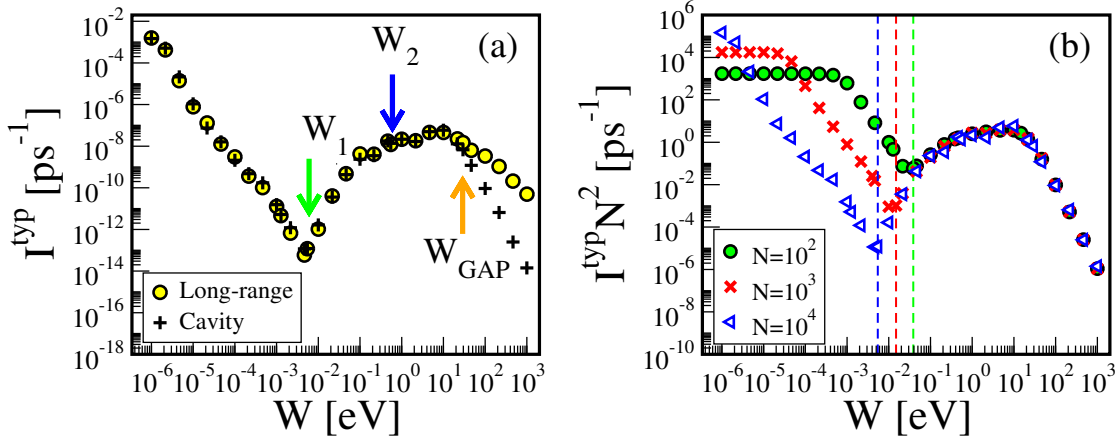 (a)
I^typ [ps^-1]
10^-2
10^-4
10^-6
10^-8
10^-10
10^-12
10^-14
10^-16
10^-18
W_2
W_1
W_GAP
Long-range
Cavity
10^-6 10^-5 10^-4 10^-3 10^-2 10^-1 10^0 10^1 10^2 10^3
W [eV]
(b)
I^typ N^2 [ps^-1]
10^6
10^4
10^2
10^0
10^-2
10^-4
10^-6
10^-8
10^-10
N=10^2
N=10^3
N=10^4
10^-6 10^-5 10^-4 10^-3 10^-2 10^-1 10^0 10^1 10^2 10^3
W [eV]